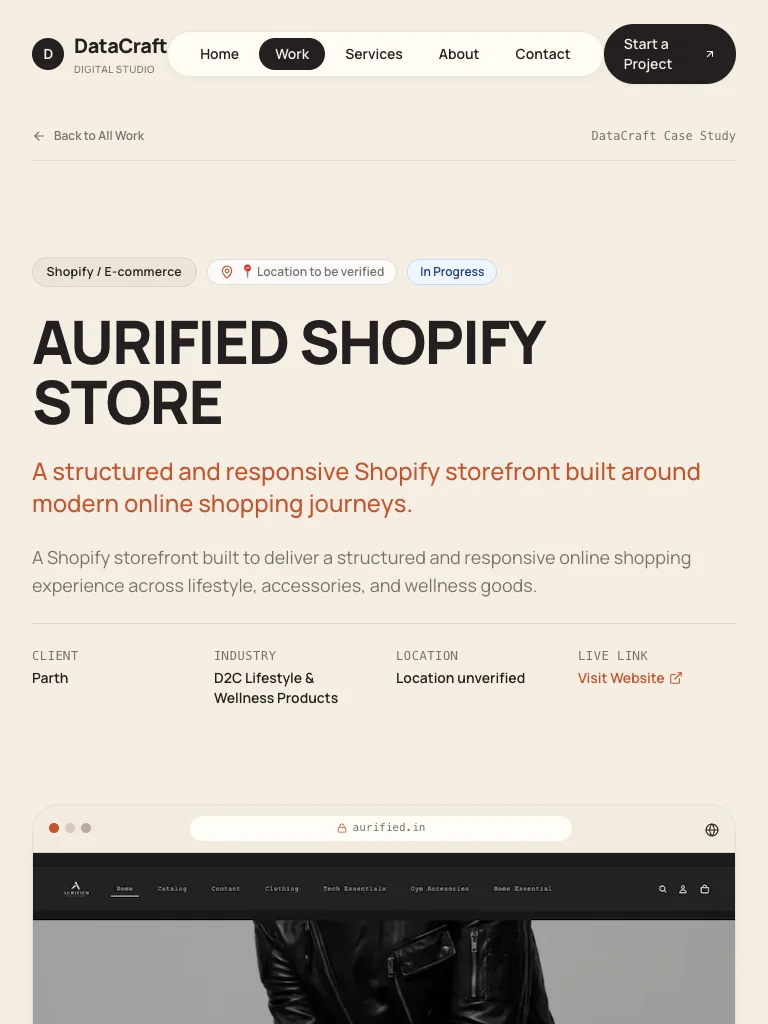 D
DataCraft
DIGITAL STUDIO
Home
Work
Services
About
Contact
Start a
Project
Back to All Work
DataCraft Case Study
Shopify / E-commerce
📍 Location to be verified
In Progress
AURIFIED SHOPIFY
STORE
A structured and responsive Shopify storefront built around
modern online shopping journeys.
A Shopify storefront built to deliver a structured and responsive online shopping
experience across lifestyle, accessories, and wellness goods.
CLIENT
Parth
INDUSTRY
D2C Lifestyle &
Wellness Products
LOCATION
Location unverified
LIVE LINK
Visit Website
aurified.in
AURIFIED
Home
Catalog
Contact
Clothing
Tech Essentials
Gym Accesories
Home Essential